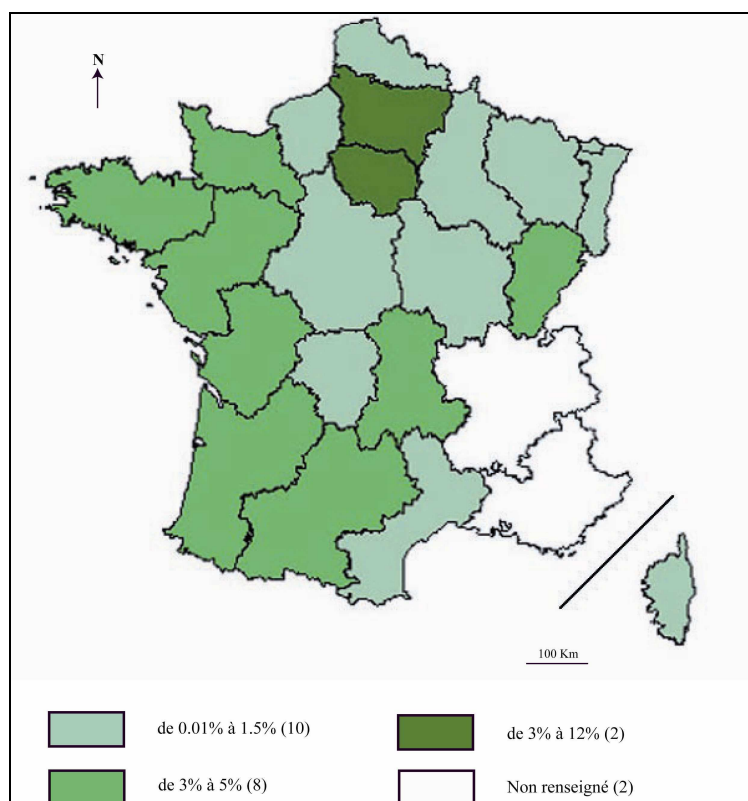 N
100 Km
de 0.01% à 1.5% (10)
de 3% à 12% (2)
de 3% à 5% (8)
Non renseigné (2)